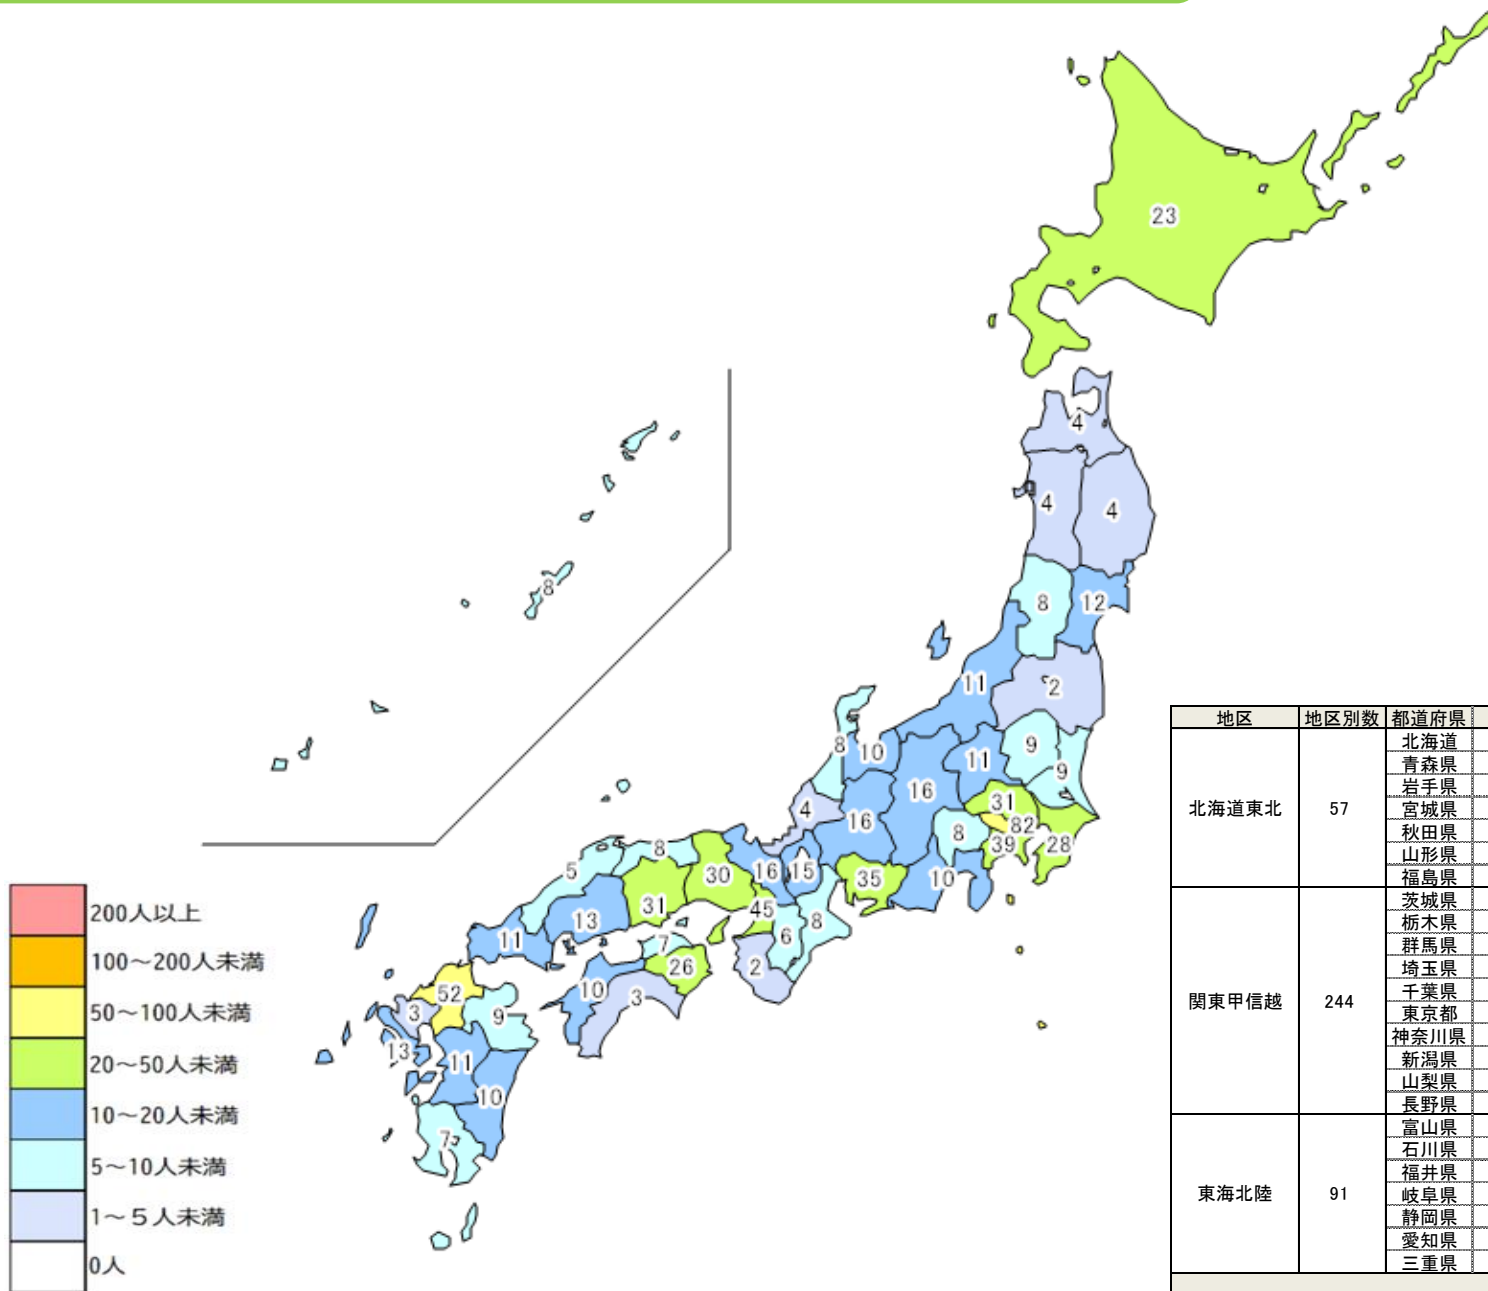 23
4
4
4
8
12
11
2
8
10
11
9
9
16
31
4
16
8
82
39
28
8
5
30
16
15
35
10
31
13
45
8
11
7
6
26
2
52
10
3
3
9
13
11
10
7
8
200人以上
100～200人未満
50～100人未満
20～50人未満
10～20人未満
5～10人未満
1～５人未満
0人
地区 地区別数 都道府県
北海道東北 57
北海道
青森県
岩手県
宮城県
秋田県
山形県
福島県
関東甲信越 244
茨城県
栃木県
群馬県
埼玉県
千葉県
東京都
神奈川県
新潟県
山梨県
長野県
東海北陸 91
富山県
石川県
福井県
岐阜県
静岡県
愛知県
三重県